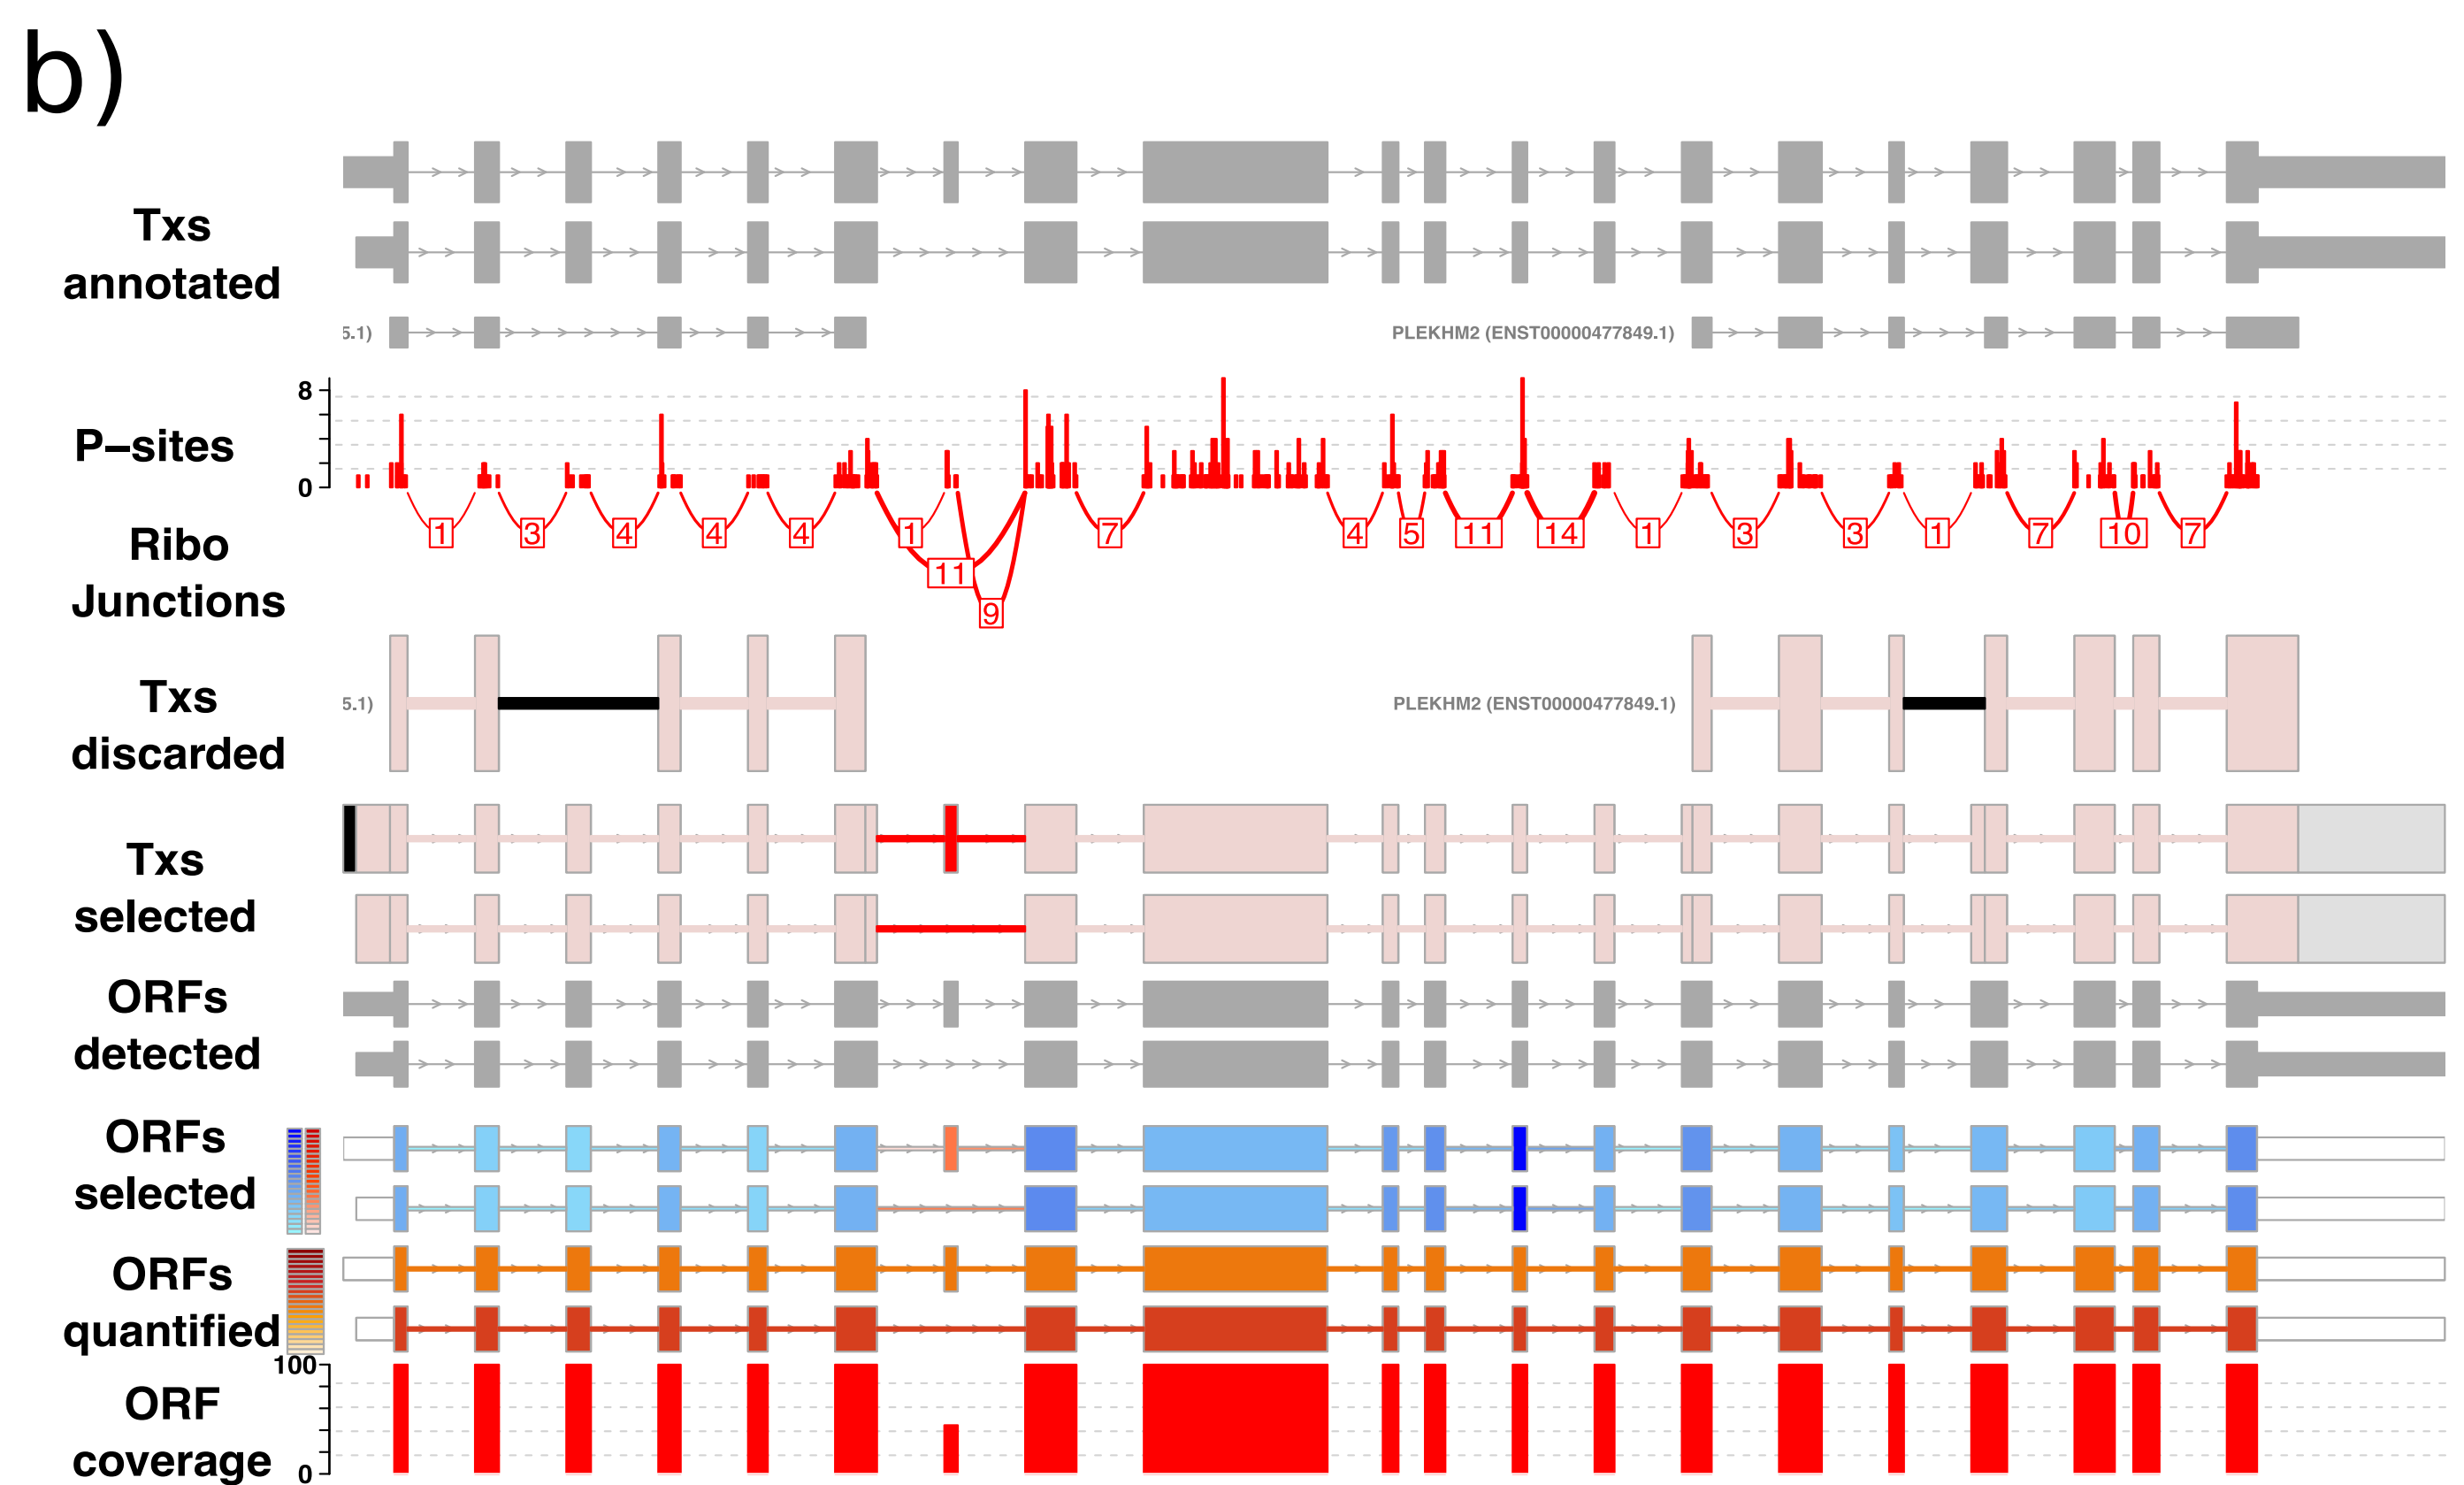 b)
Txs
annotated
5.1)
PLEKHM2 (ENST00000477849.1)
8
P–sites
0
1 3 4 4 4 1 7 4 5 11 14 1 3 3 1 7 10 7
Ribo
11
Junctions
9
Txs
5.1)
PLEKHM2 (ENST00000477849.1)
discarded
Txs
selected
ORFs
detected
ORFs
selected
ORFs
quantified
100
ORF
coverage
0